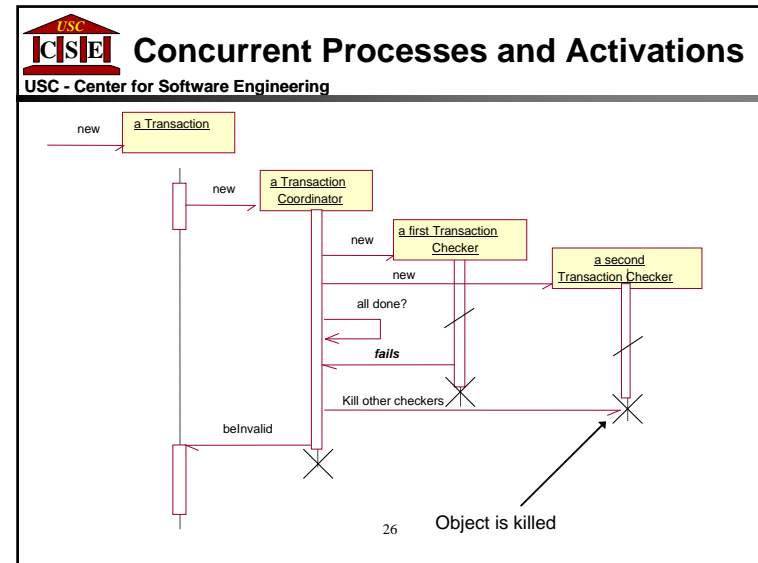 USC
C S E
Concurrent Processes and Activations
USC - Center for Software Engineering
new
a Transaction
new
a Transaction
Coordinator
new
a first Transaction
Checker
new
a second
Transaction Checker
all done?
fails
Kill other checkers
beInvalid
26
Object is killed